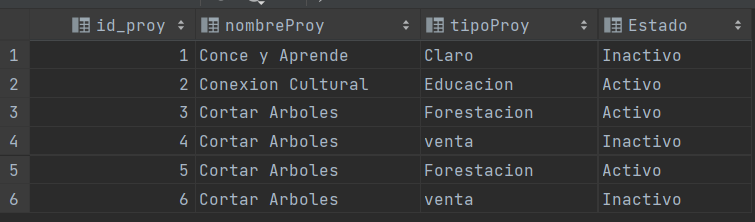 id_proy nombreProy tipoProy Estado
1 1 Conce y Aprende Claro Inactivo
2 2 Conexion Cultural Educacion Activo
3 3 Cortar Arboles Forestacion Activo
4 4 Cortar Arboles venta Inactivo
5 5 Cortar Arboles Forestacion Activo
6 6 Cortar Arboles venta Inactivo